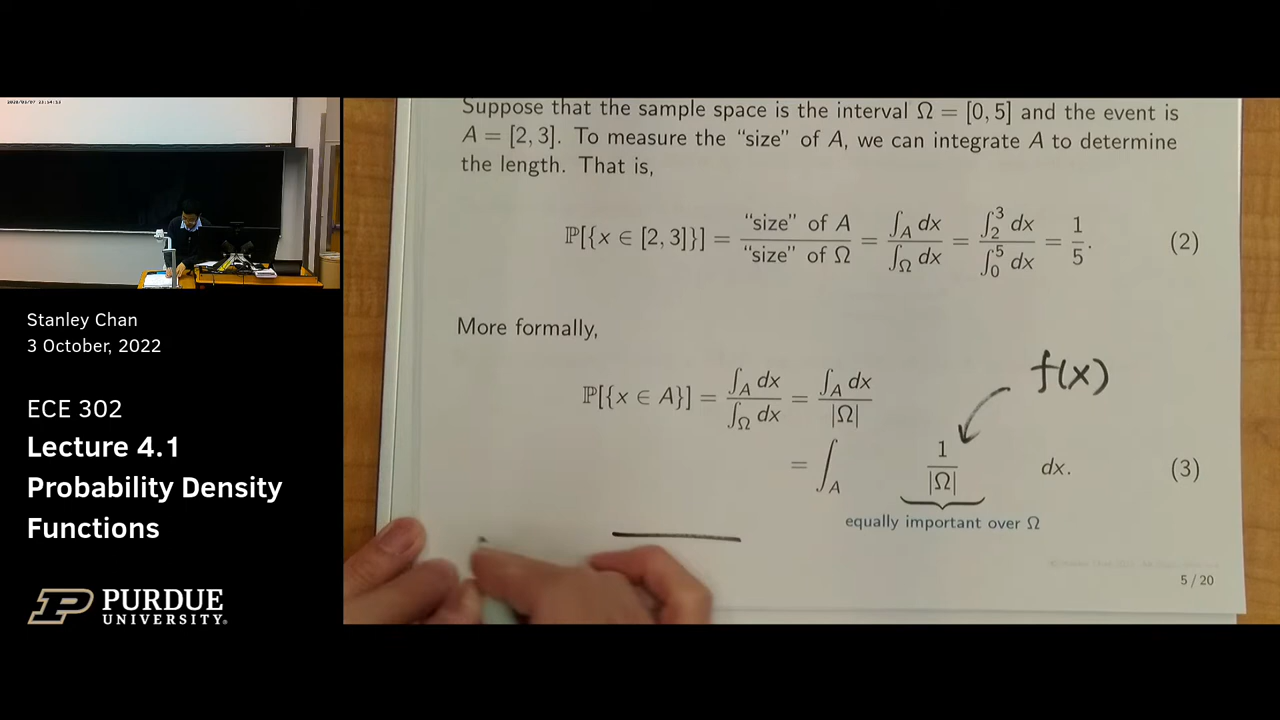 Stanley Chan
3 October, 2022
ECE 302
Lecture 4.1
Probability Density
Functions
PURDUE
UNIVERSITY®
Suppose that the sample space is the interval Ω = [0, 5] and the event is
A = [2, 3]. To measure the “size” of A, we can integrate A to determine
the length. That is,
ℙ[{x ∈ [2, 3]}] = “size” of A / “size” of Ω = ∫_A dx / ∫_Ω dx = ∫_2^3 dx / ∫_0^5 dx = 1/5. (2)
More formally,
ℙ[{x ∈ A}] = ∫_A dx / ∫_Ω dx = ∫_A dx / |Ω|
f(x)
= ∫_A 1/|Ω| dx. (3)
equally important over Ω
5 / 20